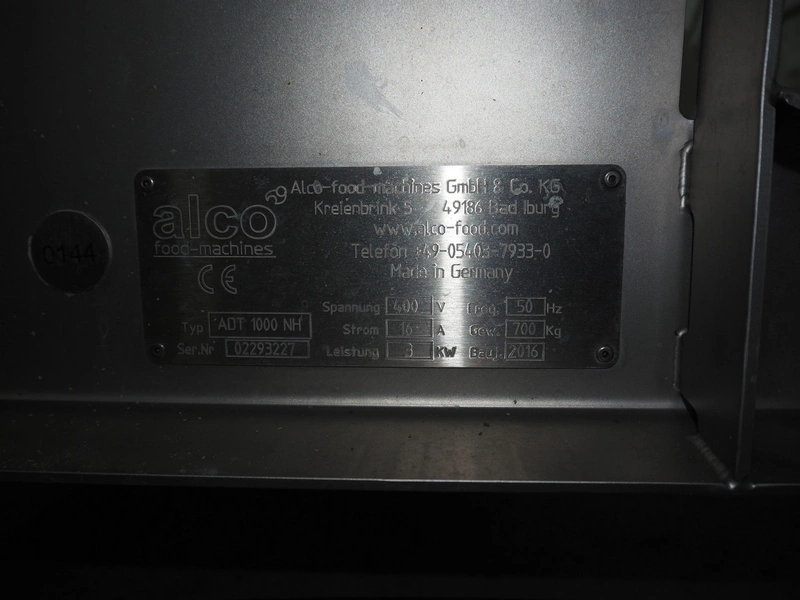 0144
alco
food-machines
CE
Alco-food-machines GmbH & Co. KG
Kreienbrink 5 / 49186 Bad Iburg
www.alco-food.com
Telefon +49-05403-7933-0
Made in Germany
Typ ADT 1000 NH
Ser.Nr 02293227
Spannung 400 V Freq. 50 Hz
Strom 16 A Gew. 700 Kg
Leistung 3 KW Bauj. 2016